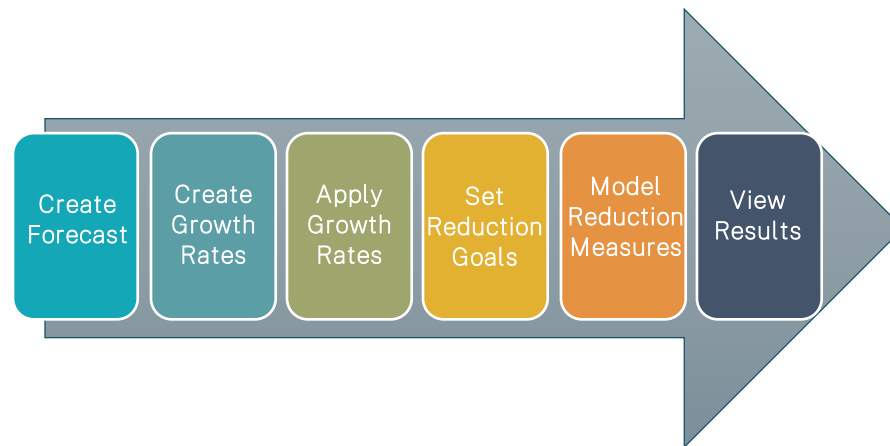 Create
Forecast
Create
Growth
Rates
Apply
Growth
Rates
Set
Reduction
Goals
Model
Reduction
Measures
View
Results